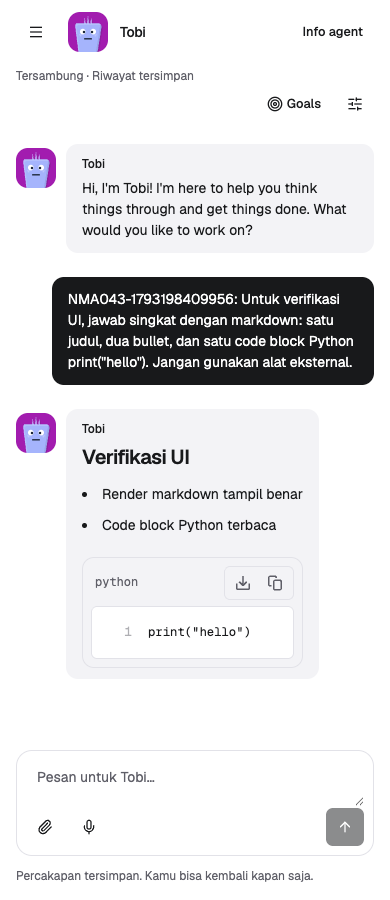 Tobi
Info agent
Tersambung · Riwayat tersimpan
Goals
Tobi
Hi, I'm Tobi! I'm here to help you think
things through and get things done. What
would you like to work on?
NMA043-1793198409956: Untuk verifikasi
UI, jawab singkat dengan markdown: satu
judul, dua bullet, dan satu code block Python
print("hello"). Jangan gunakan alat eksternal.
Tobi
Verifikasi UI
• Render markdown tampil benar
• Code block Python terbaca
python
1 print("hello")
Pesan untuk Tobi...
Percakapan tersimpan. Kamu bisa kembali kapan saja.